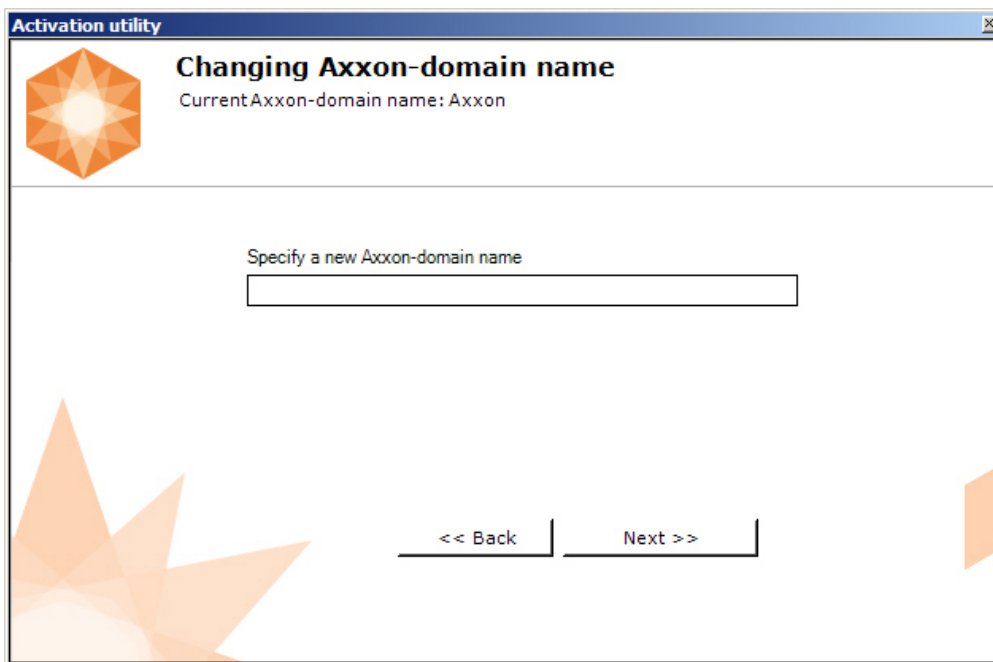 Activation utility
Changing Axxon-domain name
Current Axxon-domain name: Axxon
Specify a new Axxon-domain name
<< Back
Next >>